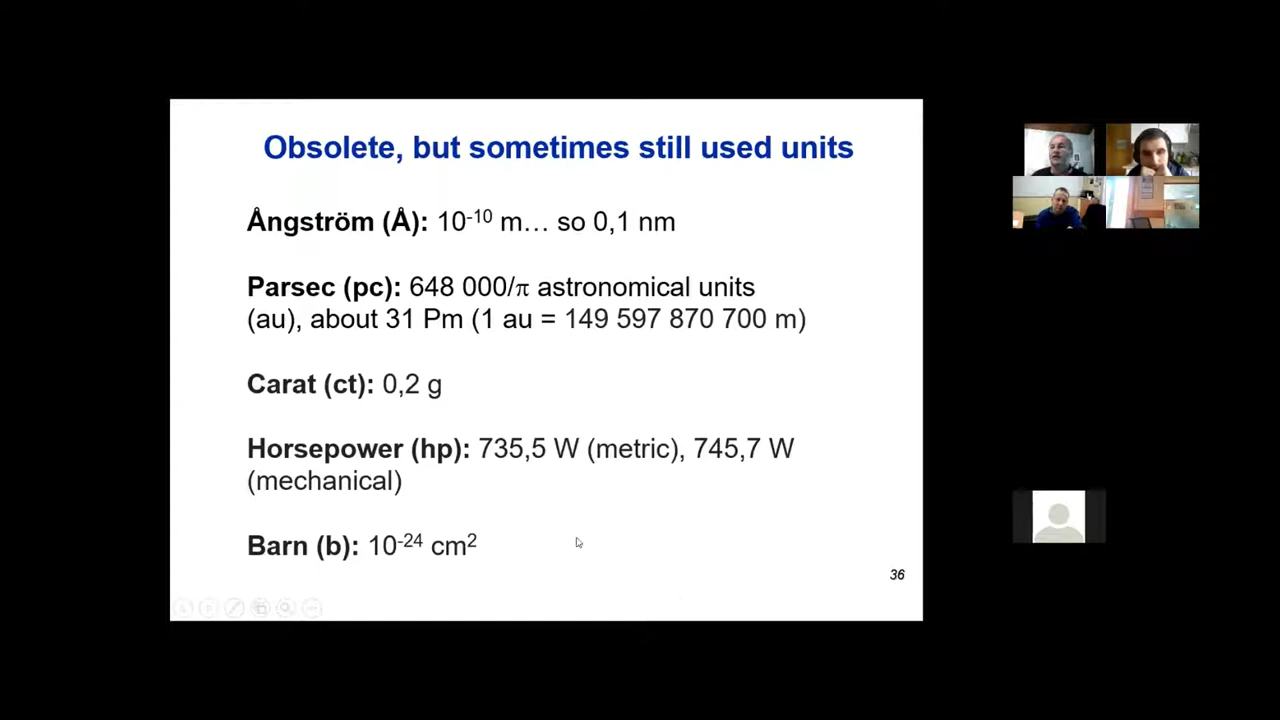 Obsolete, but sometimes still used units
Ångström (Å): 10⁻¹⁰ m… so 0,1 nm
Parsec (pc): 648 000/π astronomical units
(au), about 31 Pm (1 au = 149 597 870 700 m)
Carat (ct): 0,2 g
Horsepower (hp): 735,5 W (metric), 745,7 W
(mechanical)
Barn (b): 10⁻²⁴ cm²
36